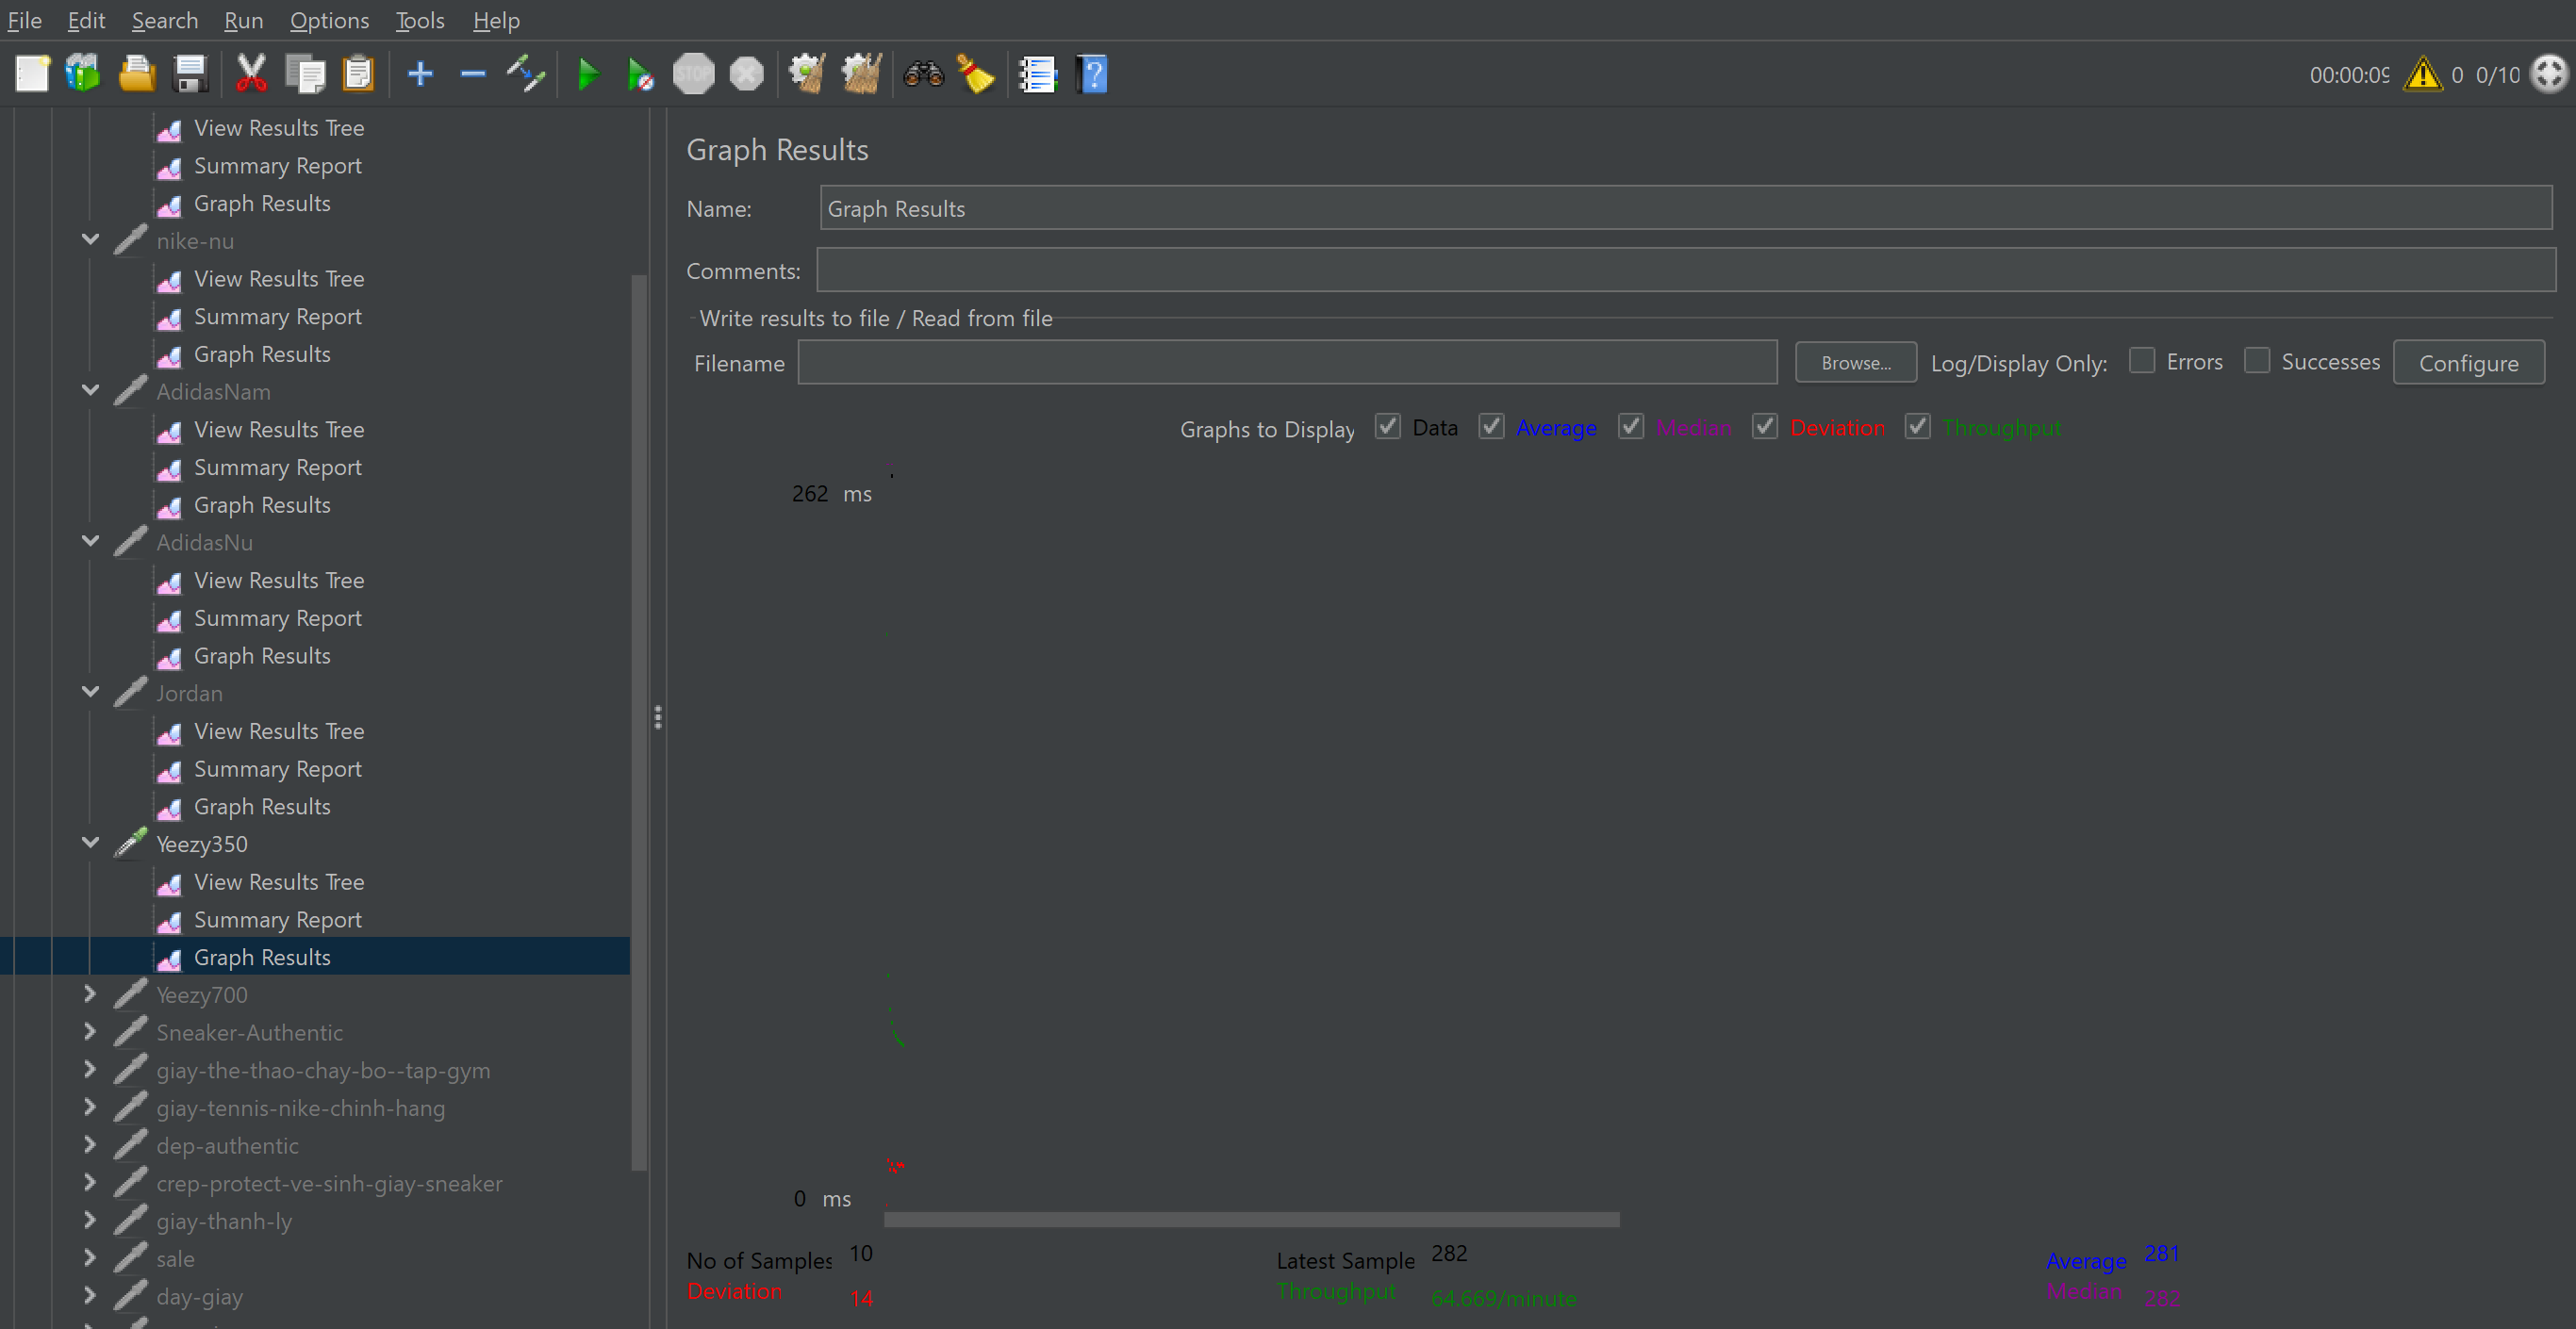 File Edit Search Run Options Tools Help
00:00:09 0 0/10
View Results Tree
Summary Report
Graph Results
nike-nu
View Results Tree
Summary Report
Graph Results
AdidasNam
View Results Tree
Summary Report
Graph Results
AdidasNu
View Results Tree
Summary Report
Graph Results
Jordan
View Results Tree
Summary Report
Graph Results
Yeezy350
View Results Tree
Summary Report
Graph Results
Yeezy700
Sneaker-Authentic
giay-the-thao-chay-bo--tap-gym
giay-tennis-nike-chinh-hang
dep-authentic
crep-protect-ve-sinh-giay-sneaker
giay-thanh-ly
sale
day-giay
Graph Results
Name: Graph Results
Comments:
Write results to file / Read from file
Filename Browse... Log/Display Only: Errors Successes Configure
Graphs to Display Data Average Median Deviation Throughput
262 ms
0 ms
No of Samples 10 Latest Sample 282 Average 281
Deviation 14 Throughput 64.669/minute Median 282